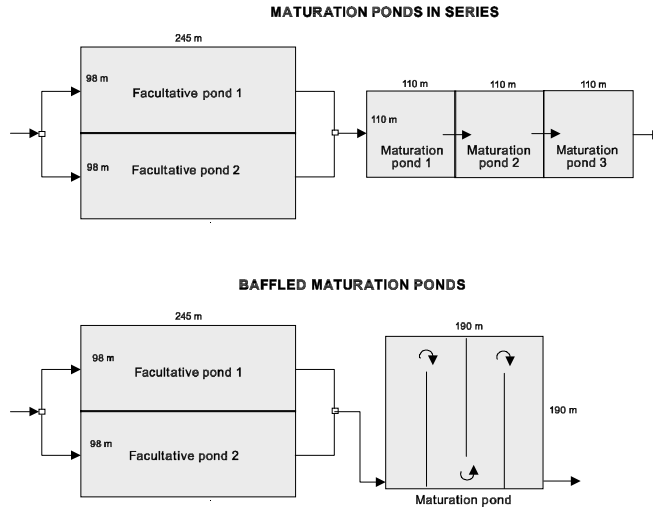 MATURATION PONDS IN SERIES
245 m
98 m
Facultative pond 1
98 m
Facultative pond 2
110 m
110 m
110 m
110 m
Maturation
pond 1
Maturation
pond 2
Maturation
pond 3
BAFFLED MATURATION PONDS
245 m
98 m
Facultative pond 1
98 m
Facultative pond 2
190 m
190 m
Maturation pond